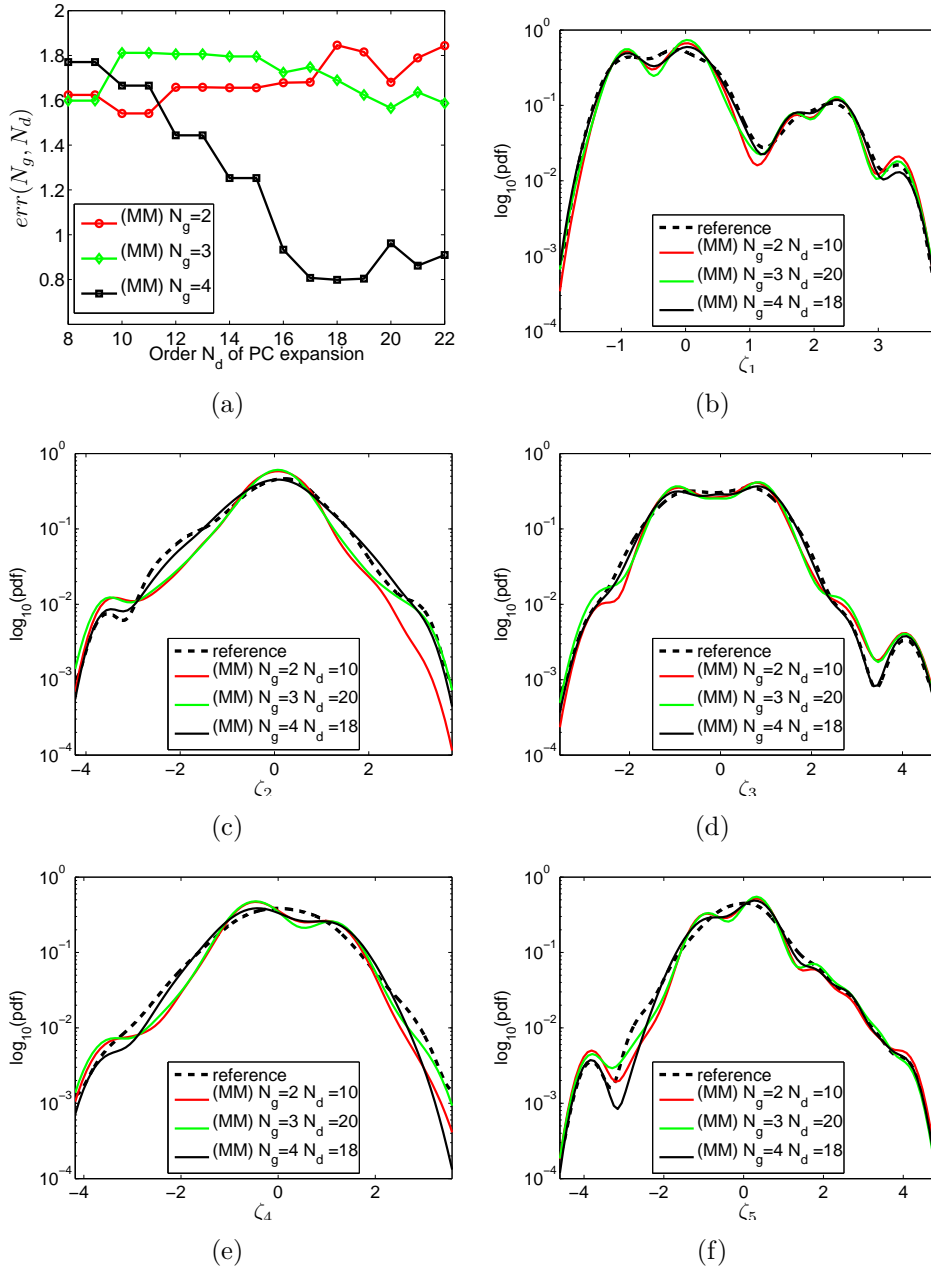 2
1.8
1.6
1.4
1.2
1
0.8
err(N_g, N_d)
(MM) N_g=2
(MM) N_g=3
(MM) N_g=4
8 10 12 14 16 18 20 22
Order N_d of PC expansion
(a)
10^0
10^−1
10^−2
10^−3
10^−4
log_10(pdf)
reference
(MM) N_g=2 N_d=10
(MM) N_g=3 N_d=20
(MM) N_g=4 N_d=18
−1 0 1 2 3
ζ_1
(b)
10^0
10^−1
10^−2
10^−3
10^−4
log_10(pdf)
reference
(MM) N_g=2 N_d=10
(MM) N_g=3 N_d=20
(MM) N_g=4 N_d=18
−4 −2 0 2
ζ_2
(c)
10^0
10^−1
10^−2
10^−3
10^−4
log_10(pdf)
reference
(MM) N_g=2 N_d=10
(MM) N_g=3 N_d=20
(MM) N_g=4 N_d=18
−2 0 2 4
ζ_3
(d)
10^0
10^−1
10^−2
10^−3
10^−4
log_10(pdf)
reference
(MM) N_g=2 N_d=10
(MM) N_g=3 N_d=20
(MM) N_g=4 N_d=18
−4 −2 0 2
ζ_4
(e)
10^0
10^−1
10^−2
10^−3
10^−4
log_10(pdf)
reference
(MM) N_g=2 N_d=10
(MM) N_g=3 N_d=20
(MM) N_g=4 N_d=18
−4 −2 0 2 4
ζ_5
(f)